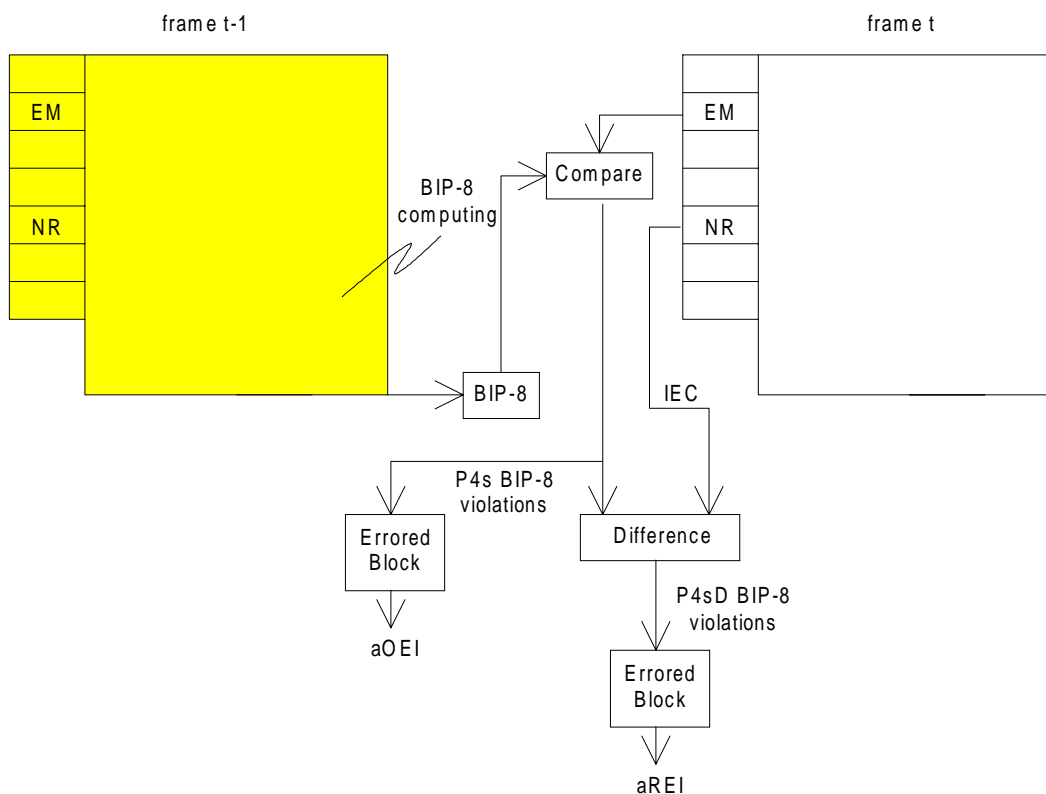 frame t-1
frame t
EM
EM
Compare
BIP-8
computing
NR
NR
BIP-8
IEC
P4s BIP-8
violations
Errored
Block
Difference
P4sD BIP-8
violations
aOEI
Errored
Block
aREI